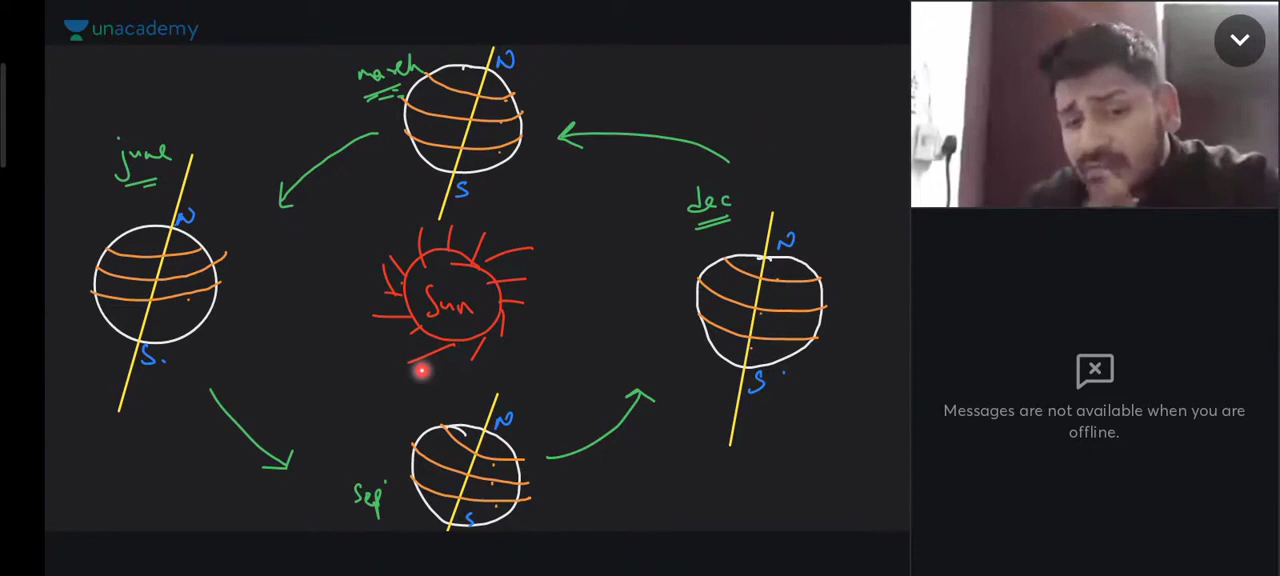 unacademy
march
N
S
june
N
S.
Sun
dec
N
S
N
S
Sep
Messages are not available when you are
offline.